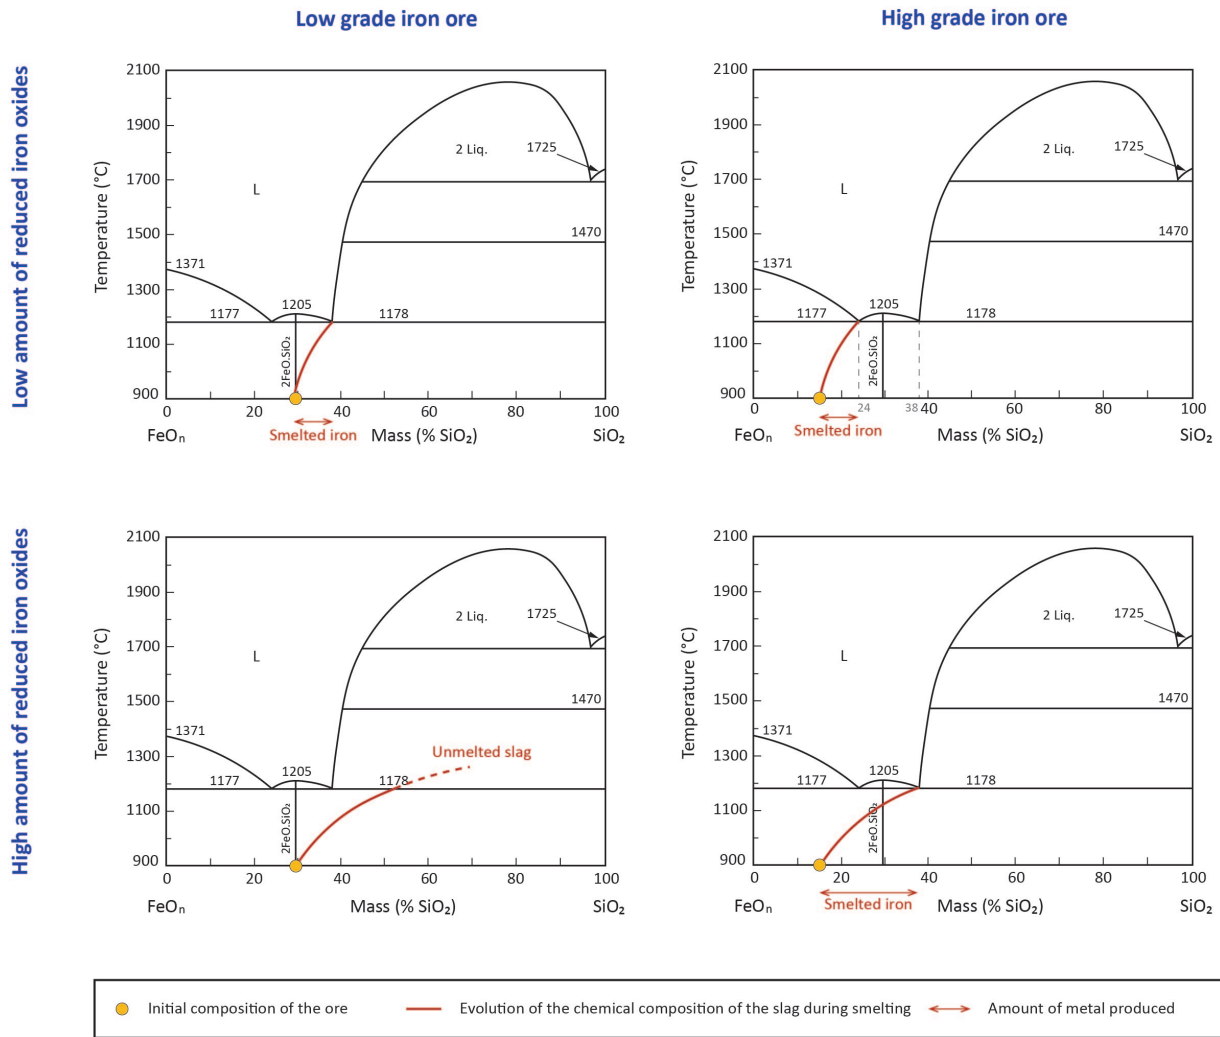 Low grade iron ore
High grade iron ore
Low amount of reduced iron oxides
2100
1900
1700
1500
1300
1100
900
Temperature (°C)
L
2 Liq.
1725
1470
1371
1205
1177
1178
2FeO.SiO₂
0 20 40 60 80 100
Smelted iron
FeOₙ Mass (% SiO₂) SiO₂
2100
1900
1700
1500
1300
1100
900
Temperature (°C)
L
2 Liq.
1725
1470
1371
1205
1177
1178
2FeO.SiO₂
0 20 24 38 40 60 80 100
Smelted iron
FeOₙ Mass (% SiO₂) SiO₂
High amount of reduced iron oxides
2100
1900
1700
1500
1300
1100
900
Temperature (°C)
L
2 Liq.
1725
1470
1371
Unmelted slag
1205
1177
1178
2FeO.SiO₂
0 20 40 60 80 100
FeOₙ Mass (% SiO₂) SiO₂
2100
1900
1700
1500
1300
1100
900
Temperature (°C)
L
2 Liq.
1725
1470
1371
1205
1177
1178
2FeO.SiO₂
0 20 40 60 80 100
Smelted iron
FeOₙ Mass (% SiO₂) SiO₂
Initial composition of the ore
Evolution of the chemical composition of the slag during smelting
Amount of metal produced